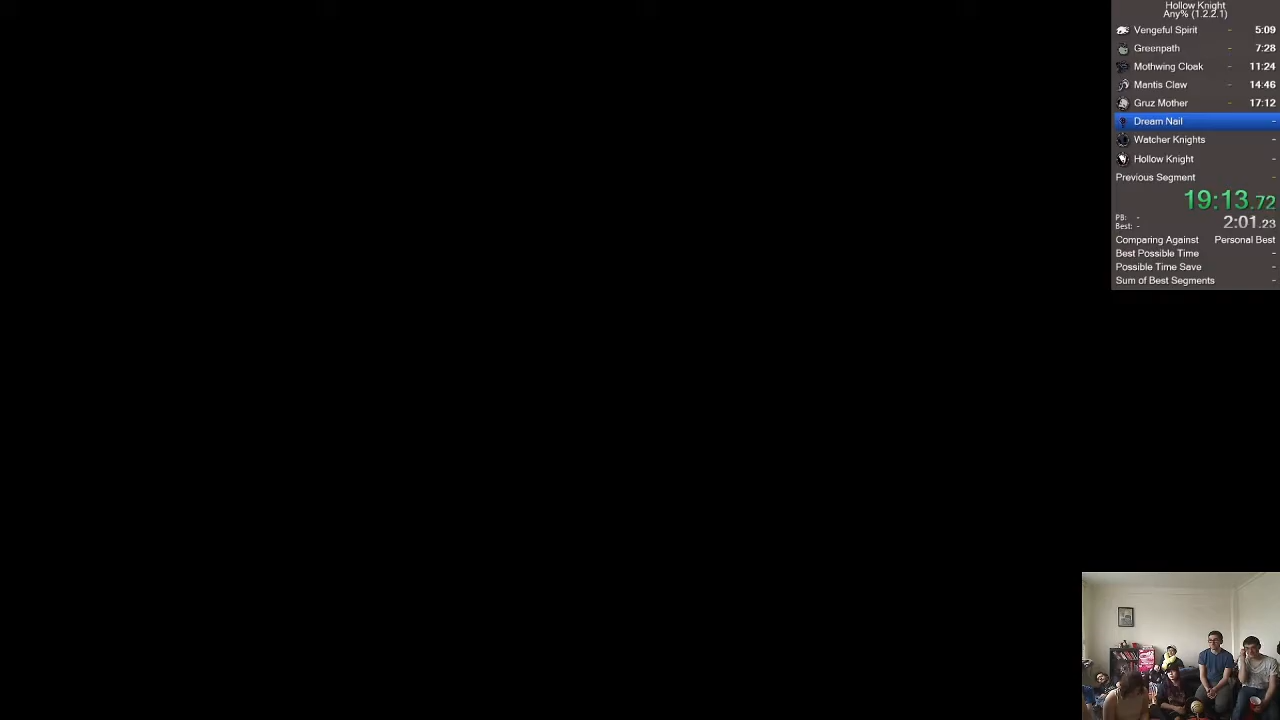 Hollow Knight
Any% (1.2.2.1)
Vengeful Spirit - 5:09
Greenpath - 7:28
Mothwing Cloak - 11:24
Mantis Claw - 14:46
Gruz Mother - 17:12
Dream Nail -
Watcher Knights -
Hollow Knight -
Previous Segment -
19:13.72
PB: -
Best: - 2:01.23
Comparing Against Personal Best
Best Possible Time -
Possible Time Save -
Sum of Best Segments -